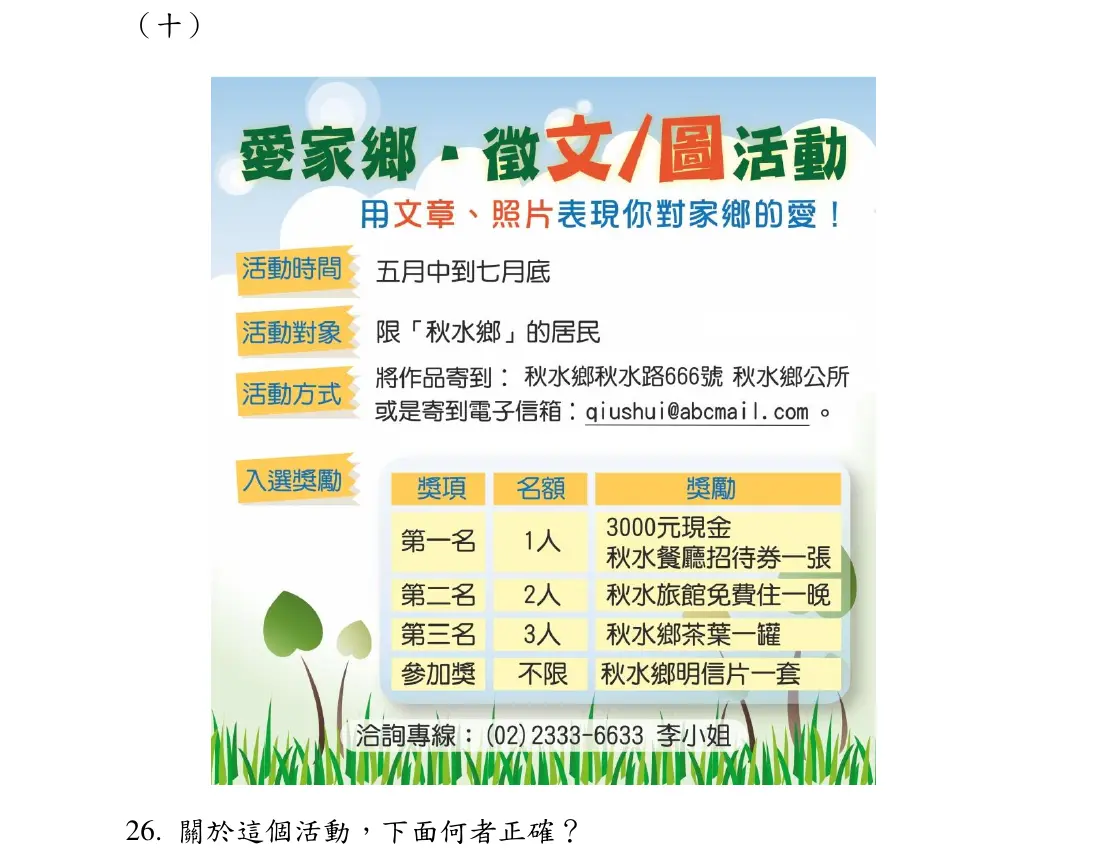 （十）
愛家鄉・徵文/圖活動
用文章、照片表現你對家鄉的愛！
活動時間 五月中到七月底
活動對象 限「秋水鄉」的居民
活動方式 將作品寄到： 秋水鄉秋水路666號 秋水鄉公所
或是寄到電子信箱：qiushui@abcmail.com 。
入選獎勵
獎項 名額 獎勵
第一名 1人 3000元現金
秋水餐廳招待券一張
第二名 2人 秋水旅館免費住一晚
第三名 3人 秋水鄉茶葉一罐
參加獎 不限 秋水鄉明信片一套
洽詢專線：(02)2333-6633 李小姐
26. 關於這個活動，下面何者正確？